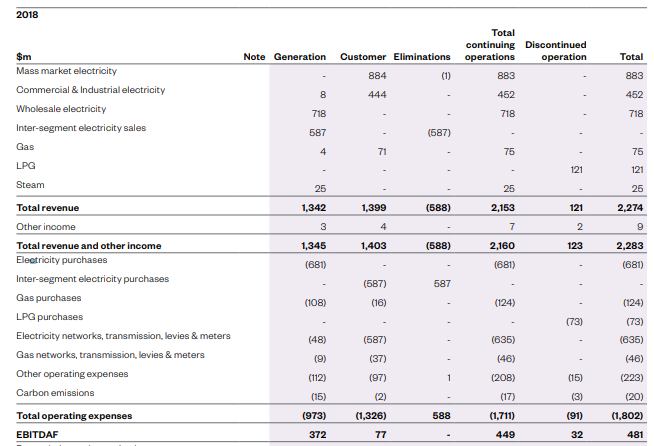 2018
$m Note Generation Customer Eliminations Total continuing operations Discontinued operation Total
Mass market electricity - 884 (1) 883 - 883
Commercial & Industrial electricity 8 444 - 452 - 452
Wholesale electricity 718 - - 718 - 718
Inter-segment electricity sales 587 - (587) - - -
Gas 4 71 - 75 - 75
LPG - - - - 121 121
Steam 25 - - 25 - 25
Total revenue 1,342 1,399 (588) 2,153 121 2,274
Other income 3 4 - 7 2 9
Total revenue and other income 1,345 1,403 (588) 2,160 123 2,283
Electricity purchases (681) - - (681) - (681)
Inter-segment electricity purchases - (587) 587 - - -
Gas purchases (108) (16) - (124) - (124)
LPG purchases - - - - (73) (73)
Electricity networks, transmission, levies & meters (48) (587) - (635) - (635)
Gas networks, transmission, levies & meters (9) (37) - (46) - (46)
Other operating expenses (112) (97) 1 (208) (15) (223)
Carbon emissions (15) (2) - (17) (3) (20)
Total operating expenses (973) (1,326) 588 (1,711) (91) (1,802)
EBITDAF 372 77 - 449 32 481